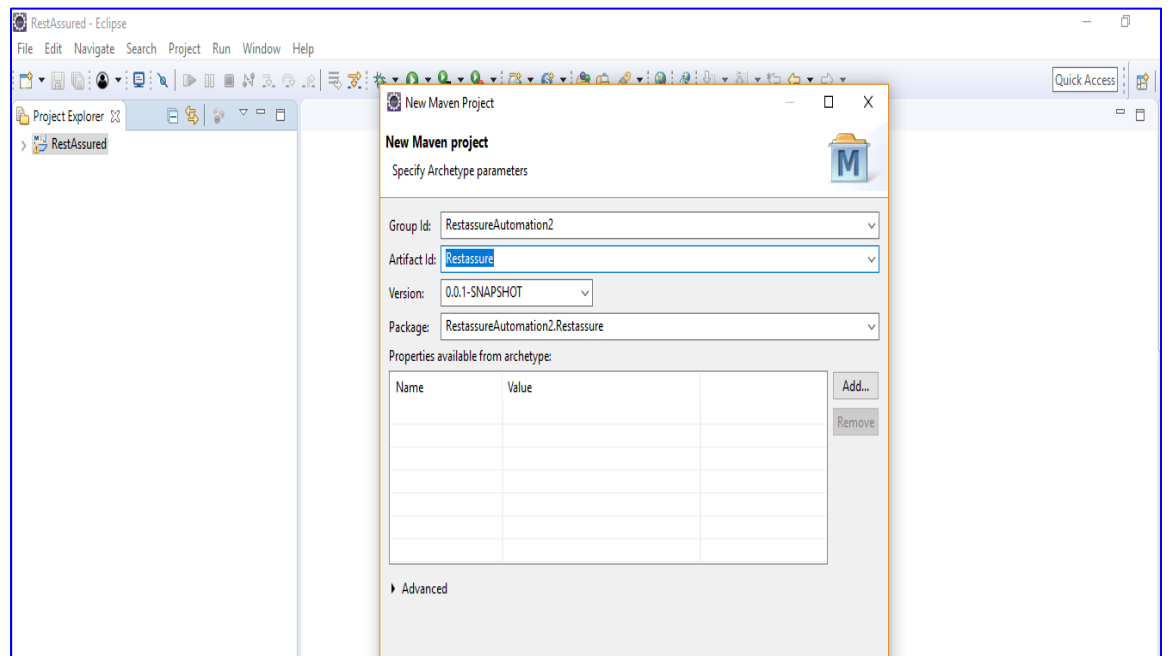 RestAssured - Eclipse
File Edit Navigate Search Project Run Window Help
Quick Access
Project Explorer
RestAssured
New Maven Project
New Maven project
Specify Archetype parameters
M
Group Id: RestassureAutomation2
Artifact Id: Restassure
Version: 0.0.1-SNAPSHOT
Package: RestassureAutomation2.Restassure
Properties available from archetype:
Name Value
Add...
Remove
Advanced